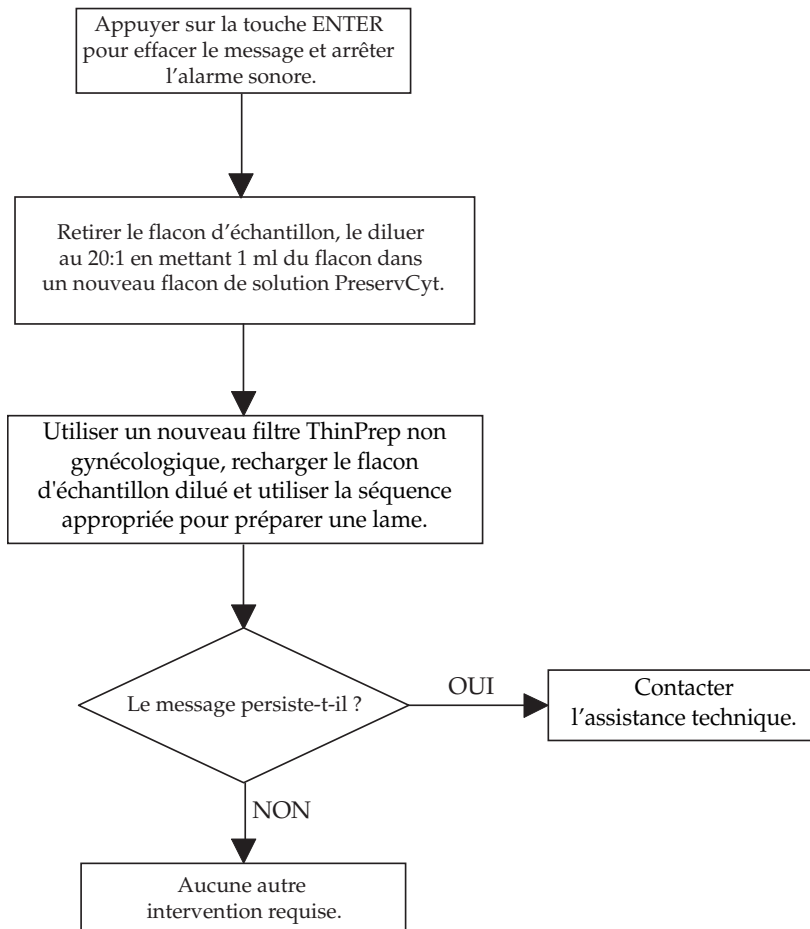 Appuyer sur la touche ENTER
pour effacer le message et arrêter
l’alarme sonore.
Retirer le flacon d’échantillon, le diluer
au 20:1 en mettant 1 ml du flacon dans
un nouveau flacon de solution PreservCyt.
Utiliser un nouveau filtre ThinPrep non
gynécologique, recharger le flacon
d'échantillon dilué et utiliser la séquence
appropriée pour préparer une lame.
Le message persiste-t-il ?
OUI
Contacter
l’assistance technique.
NON
Aucune autre
intervention requise.